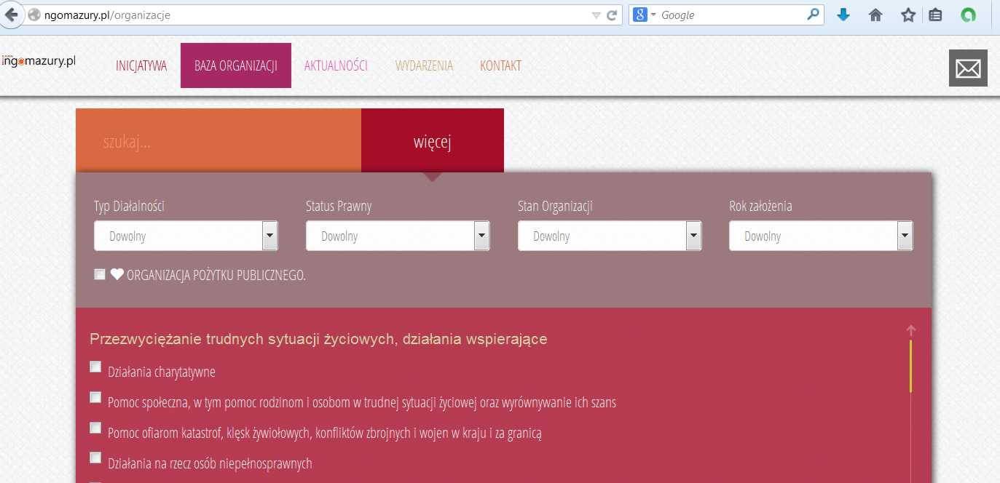 ngomazury.pl/organizacje
Google
ngomazury.pl
INICJATYWA BAZA ORGANIZACJI AKTUALNOŚCI WYDARZENIA KONTAKT
szukaj... więcej
Typ Działalności Status Prawny Stan Organizacji Rok założenia
Dowolny Dowolny Dowolny Dowolny
ORGANIZACJA POŻYTKU PUBLICZNEGO.
Przezwyciężanie trudnych sytuacji życiowych, działania wspierające
Działania charytatywne
Pomoc społeczna, w tym pomoc rodzinom i osobom w trudnej sytuacji życiowej oraz wyrównywanie ich szans
Pomoc ofiarom katastrof, klęsk żywiołowych, konfliktów zbrojnych i wojen w kraju i za granicą
Działania na rzecz osób niepełnosprawnych